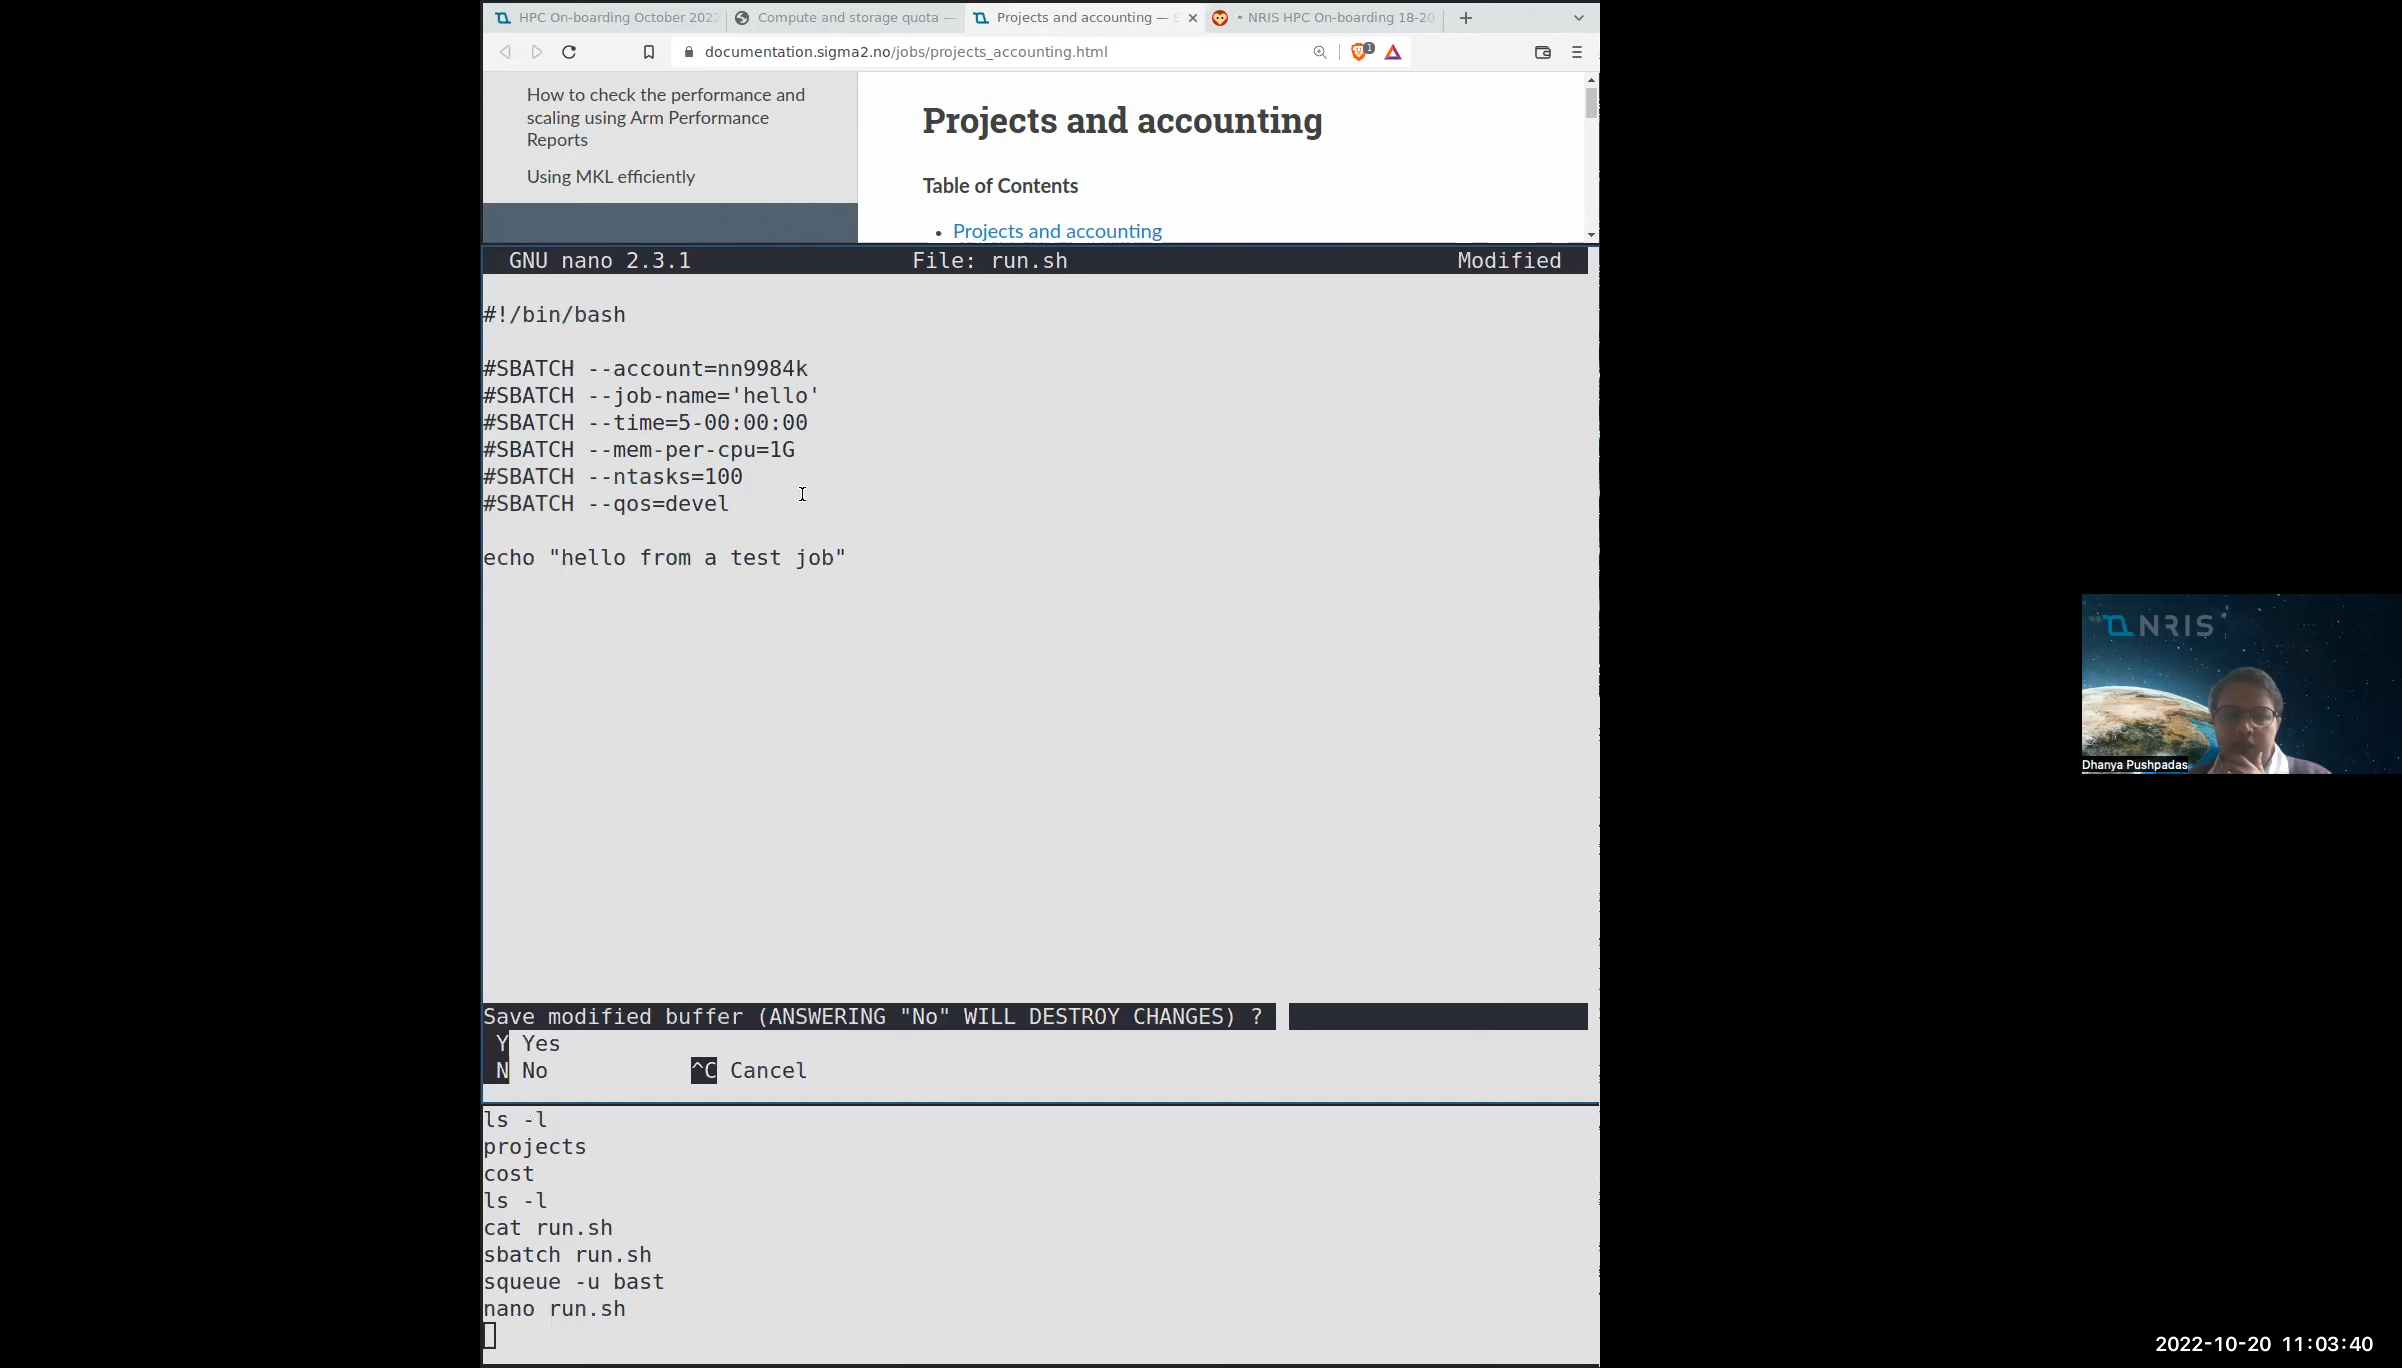 HPC On-boarding October 2022
Compute and storage quota —
Projects and accounting — S
• NRIS HPC On-boarding 18-20
documentation.sigma2.no/jobs/projects_accounting.html
1
How to check the performance and
scaling using Arm Performance
Reports
Using MKL efficiently
Projects and accounting
Table of Contents
• Projects and accounting
GNU nano 2.3.1 File: run.sh Modified
#!/bin/bash
#SBATCH --account=nn9984k
#SBATCH --job-name='hello'
#SBATCH --time=5-00:00:00
#SBATCH --mem-per-cpu=1G
#SBATCH --ntasks=100
#SBATCH --qos=devel
echo "hello from a test job"
Save modified buffer (ANSWERING "No" WILL DESTROY CHANGES) ?
Y Yes
N No ^C Cancel
ls -l
projects
cost
ls -l
cat run.sh
sbatch run.sh
squeue -u bast
nano run.sh
NRIS
Dhanya Pushpadas
2022-10-20 11:03:40